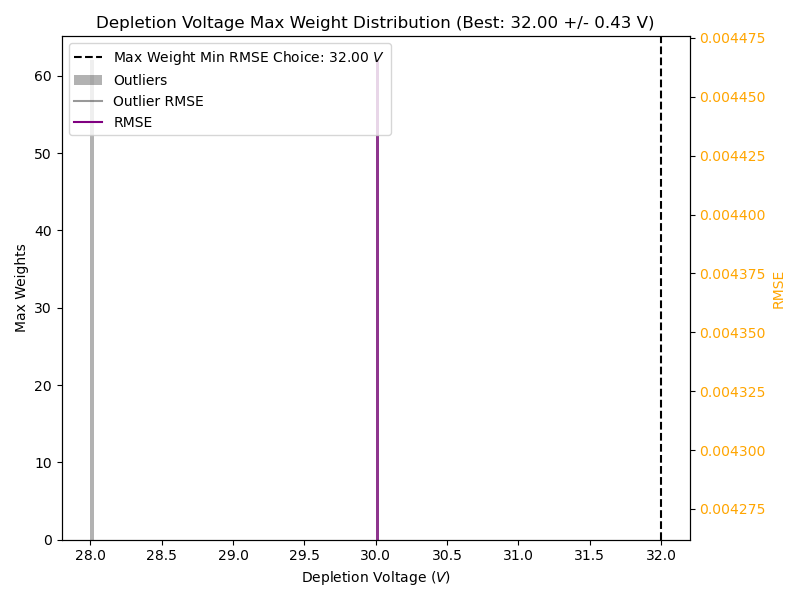 Depletion Voltage Max Weight Distribution (Best: 32.00 +/- 0.43 V)
Max Weight Min RMSE Choice: 32.00 V
Outliers
Outlier RMSE
RMSE
Max Weights
60
50
40
30
20
10
0
0.004475
0.004450
0.004425
0.004400
0.004375
0.004350
0.004325
0.004300
0.004275
RMSE
28.0 28.5 29.0 29.5 30.0 30.5 31.0 31.5 32.0
Depletion Voltage (V)